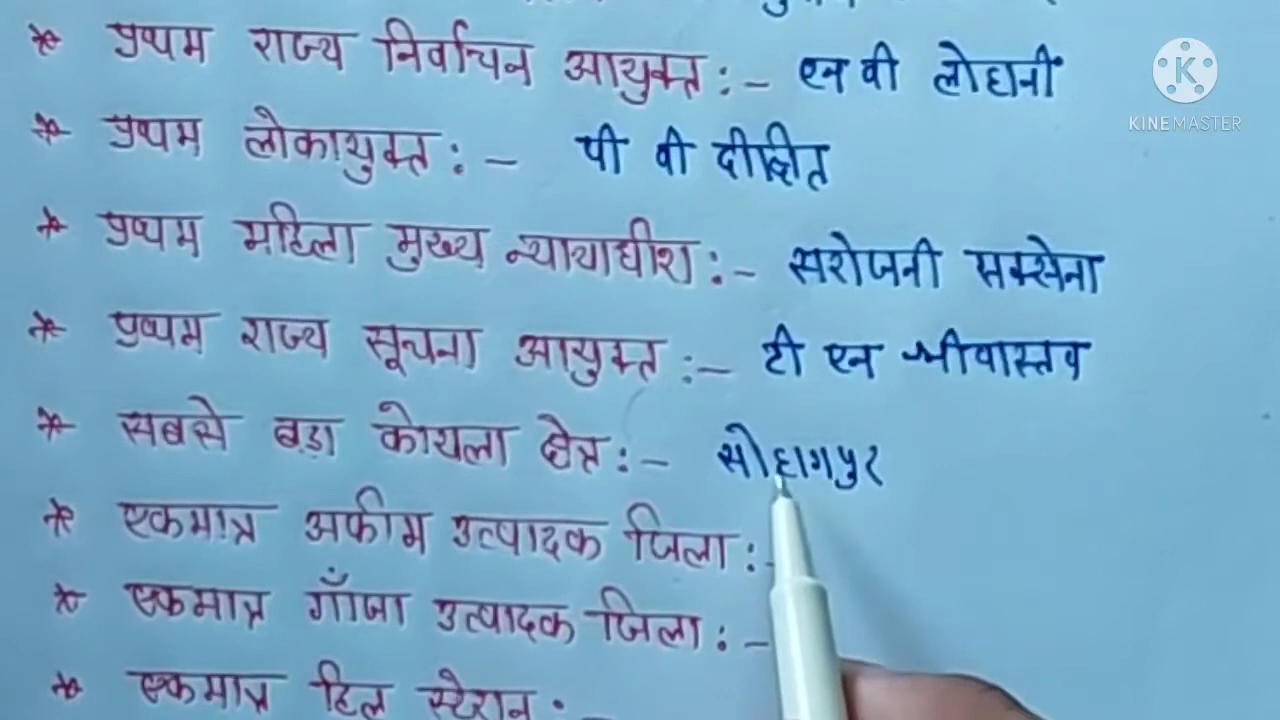 * प्रथम राज्य निर्वाचन आयुक्त :- एन वी लोहानी
* प्रथम लोकायुक्त :- पी वी दीक्षित
* प्रथम महिला मुख्य न्यायाधीश :- सरोजनी सक्सेना
* प्रथम राज्य सूचना आयुक्त :- टी एन श्रीवास्तव
* सबसे बड़ा कोयला क्षेत्र :- सोहागपुर
* एकमात्र अफीम उत्पादक जिला :-
* एकमात्र गाँजा उत्पादक जिला :-
* एकमात्र हिल स्टेशन :-
KINEMASTER